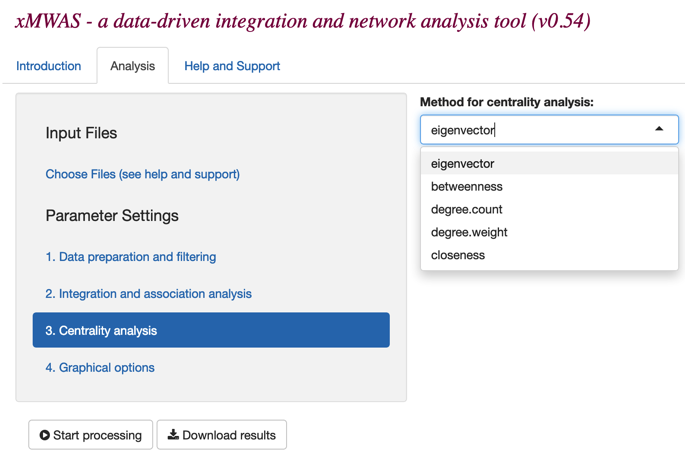 xMWAS - a data-driven integration and network analysis tool (v0.54)
Introduction
Analysis
Help and Support
Input Files
Choose Files (see help and support)
Parameter Settings
1. Data preparation and filtering
2. Integration and association analysis
3. Centrality analysis
4. Graphical options
Start processing
Download results
Method for centrality analysis:
eigenvector
eigenvector
betweenness
degree.count
degree.weight
closeness